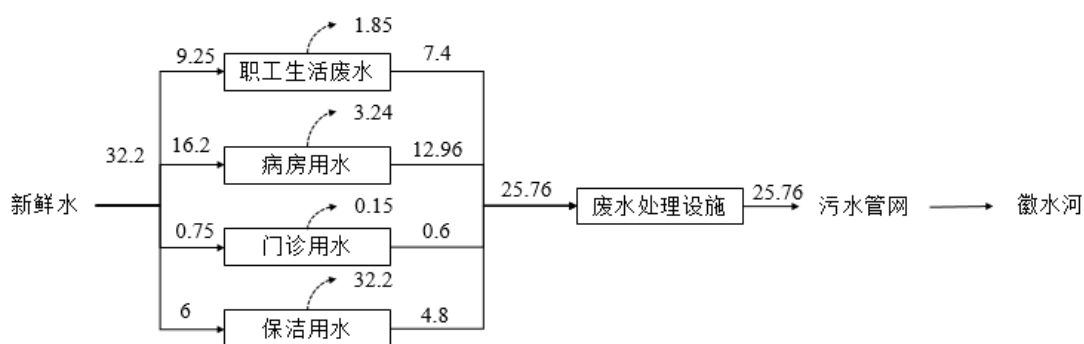 1.85
9.25
职工生活废水
7.4
3.24
32.2
16.2
病房用水
12.96
新鲜水
0.15
25.76
废水处理设施
25.76
污水管网
徽水河
0.75
门诊用水
0.6
32.2
6
保洁用水
4.8